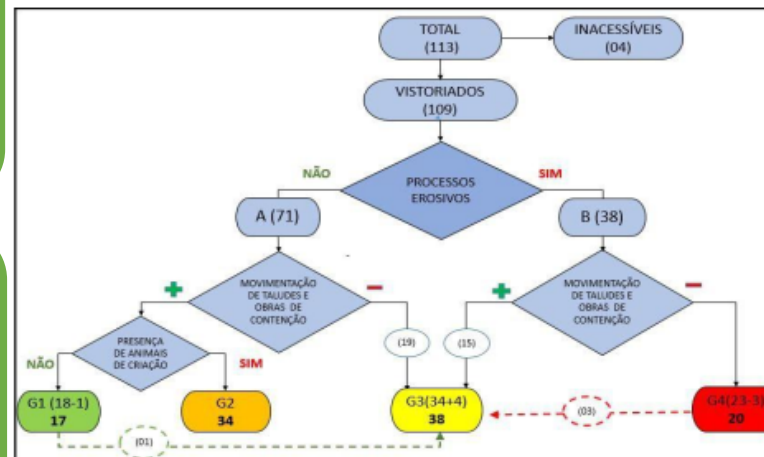 TOTAL
(113)
INACESSÍVEIS
(04)
VISTORIADOS
(109)
NÃO
PROCESSOS
EROSIVOS
SIM
A (71)
B (38)
MOVIMENTAÇÃO
DE TALUDES E
OBRAS DE
CONTENÇÃO
MOVIMENTAÇÃO
DE TALUDES E
OBRAS DE
CONTENÇÃO
PRESENÇA
DE ANIMAIS
DE CRIAÇÃO
(19)
(15)
NÃO
SIM
G1 (18-1)
17
G2
34
G3(34+4)
38
G4(23-3)
20
(01)
(03)